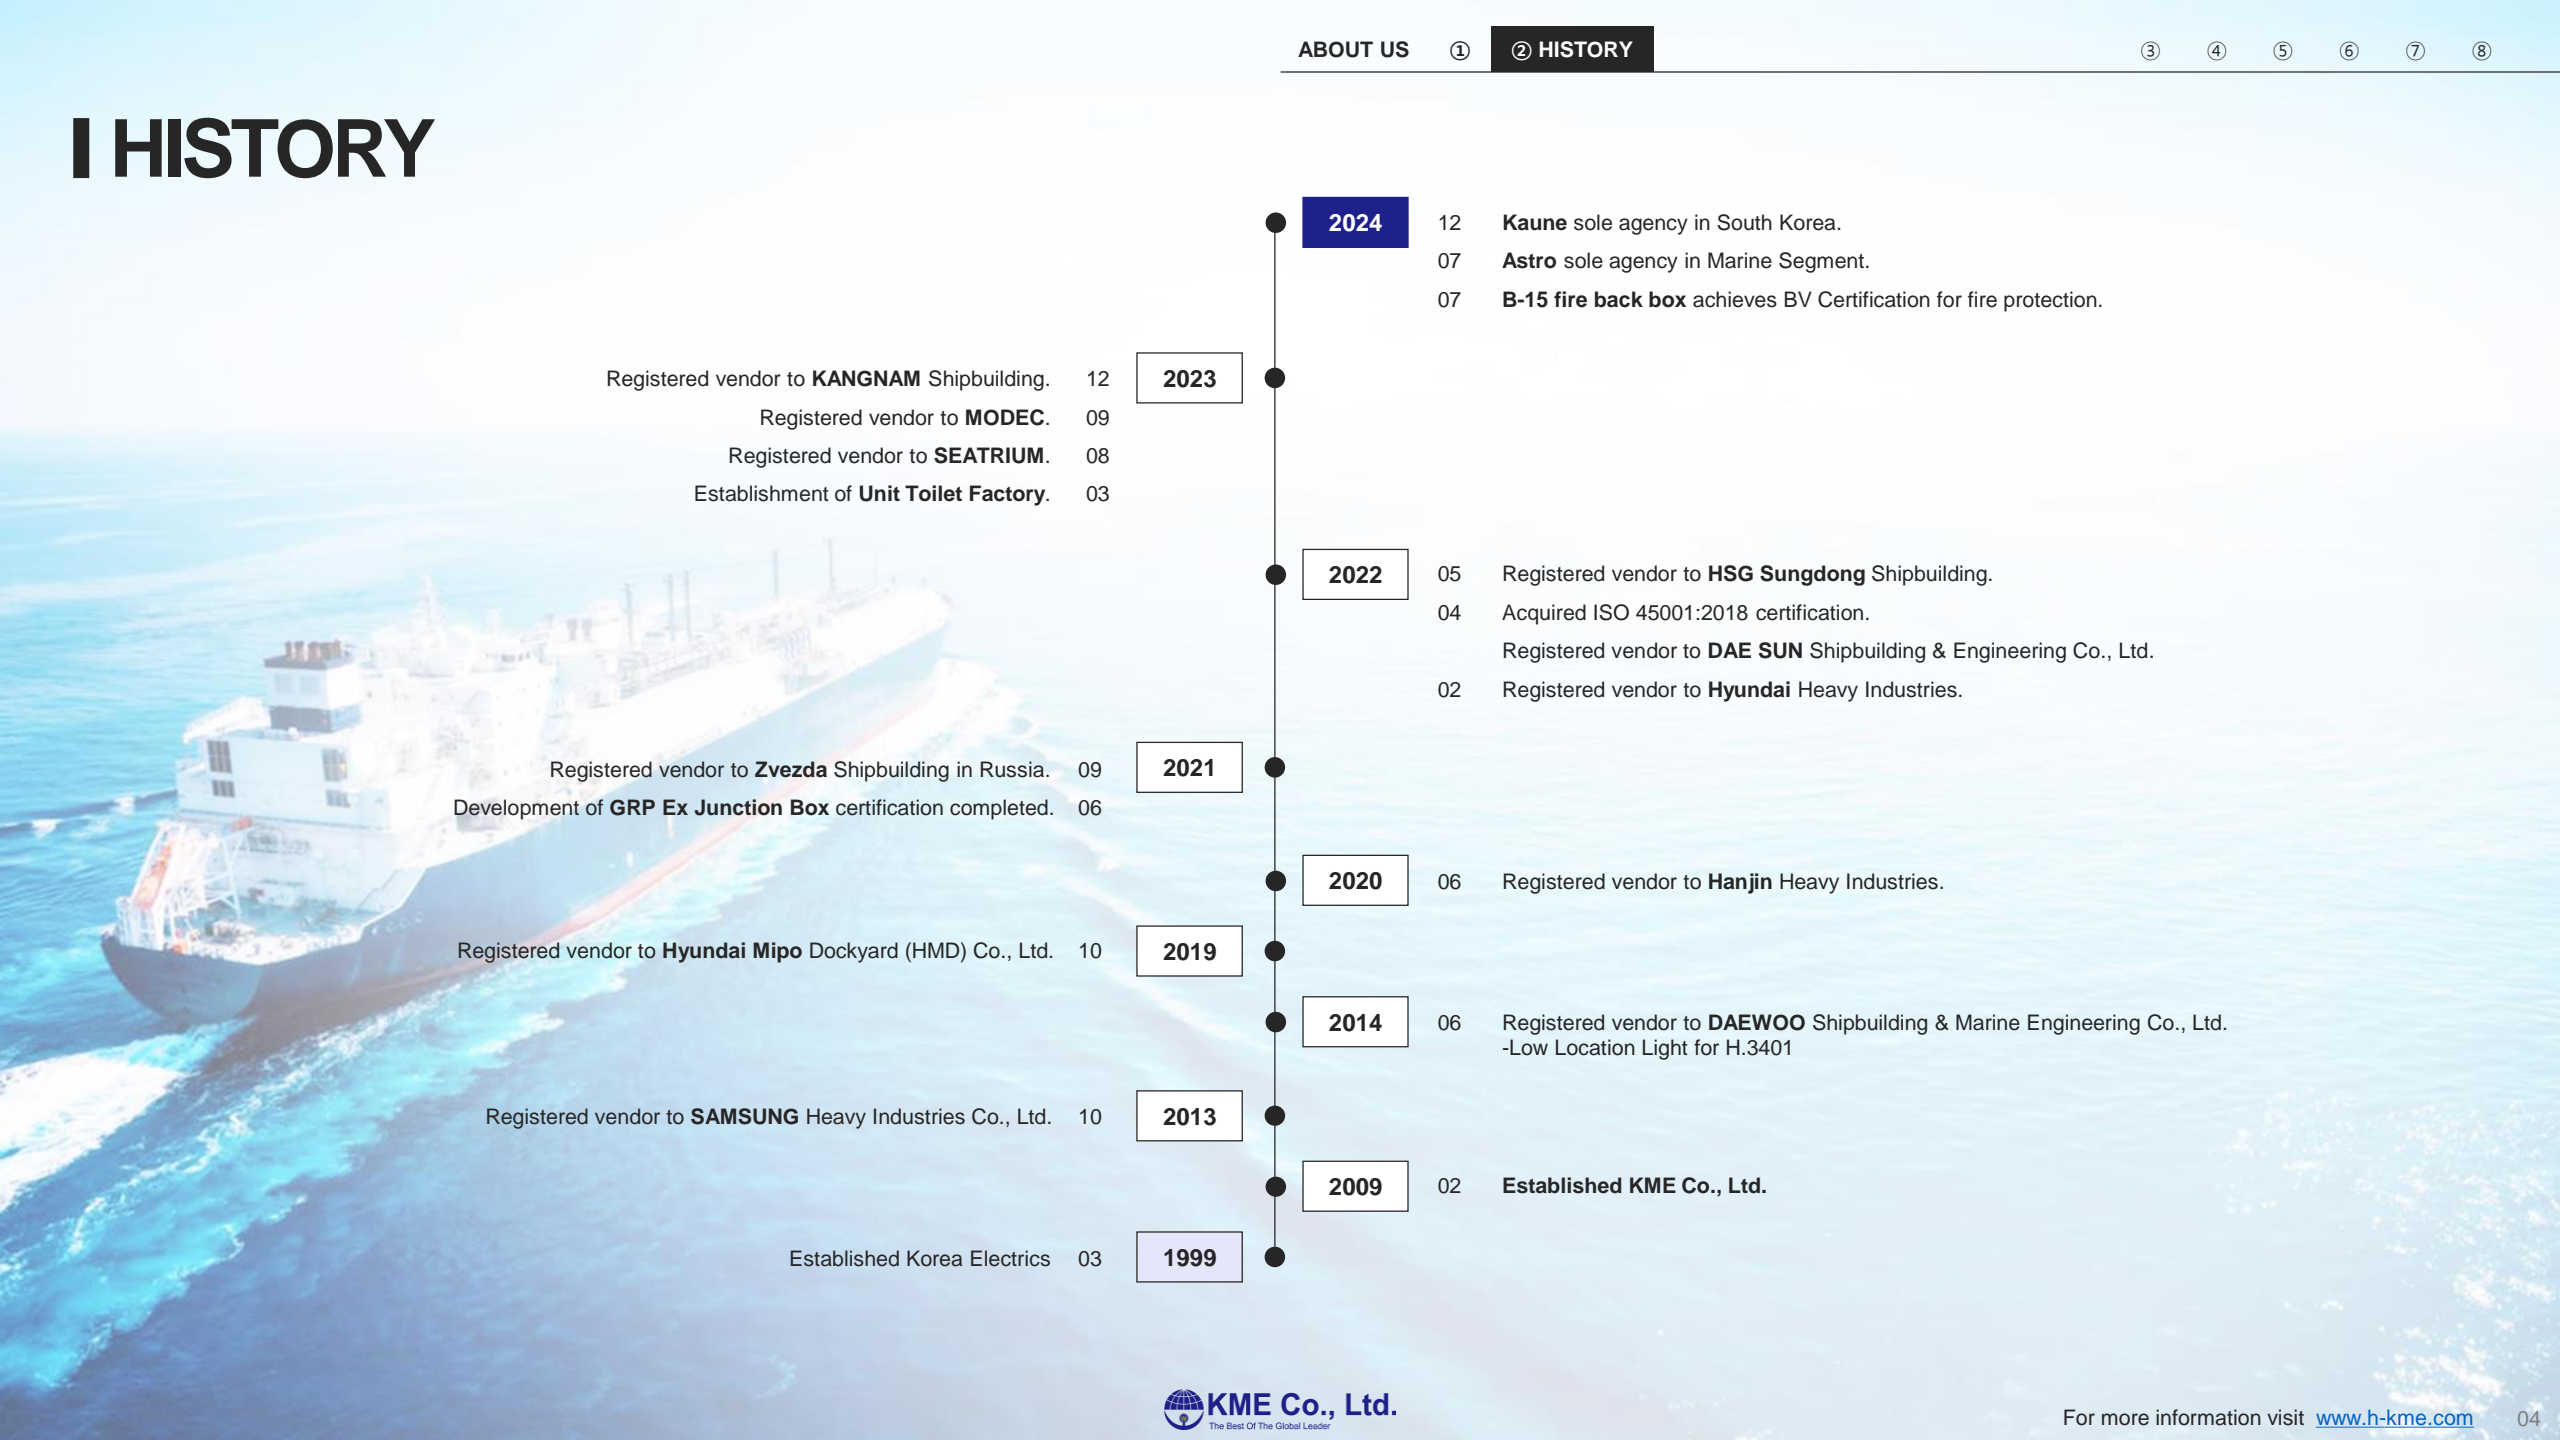 ABOUT US ① ② HISTORY ③ ④ ⑤ ⑥ ⑦ ⑧
HISTORY
2024 12 Kaune sole agency in South Korea.
07 Astro sole agency in Marine Segment.
07 B-15 fire back box achieves BV Certification for fire protection.
Registered vendor to KANGNAM Shipbuilding. 12 2023
Registered vendor to MODEC. 09
Registered vendor to SEATRIUM. 08
Establishment of Unit Toilet Factory. 03
2022 05 Registered vendor to HSG Sungdong Shipbuilding.
04 Acquired ISO 45001:2018 certification.
Registered vendor to DAE SUN Shipbuilding & Engineering Co., Ltd.
02 Registered vendor to Hyundai Heavy Industries.
Registered vendor to Zvezda Shipbuilding in Russia. 09 2021
Development of GRP Ex Junction Box certification completed. 06
2020 06 Registered vendor to Hanjin Heavy Industries.
Registered vendor to Hyundai Mipo Dockyard (HMD) Co., Ltd. 10 2019
2014 06 Registered vendor to DAEWOO Shipbuilding & Marine Engineering Co., Ltd.
-Low Location Light for H.3401
Registered vendor to SAMSUNG Heavy Industries Co., Ltd. 10 2013
2009 02 Established KME Co., Ltd.
Established Korea Electrics 03 1999
KME Co., Ltd.
The Best Of The Global Leader
For more information visit www.h-kme.com 04